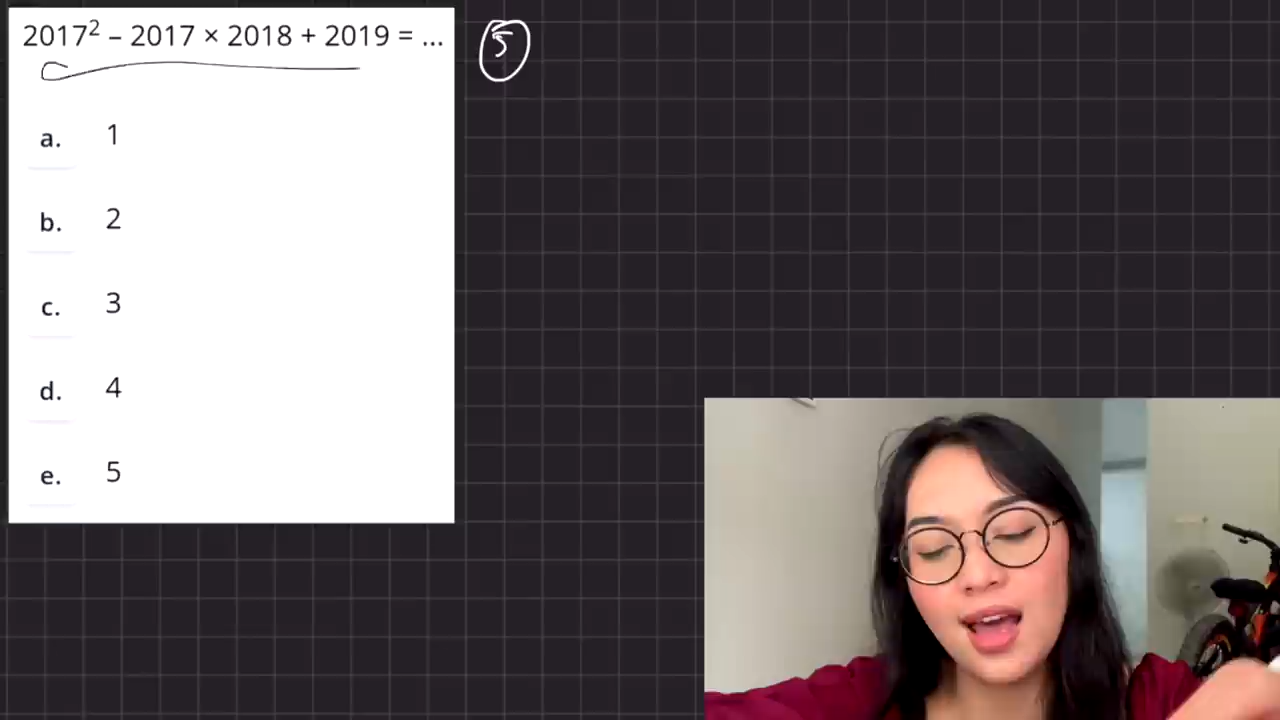 2017² – 2017 × 2018 + 2019 = ...
5
a. 1
b. 2
c. 3
d. 4
e. 5